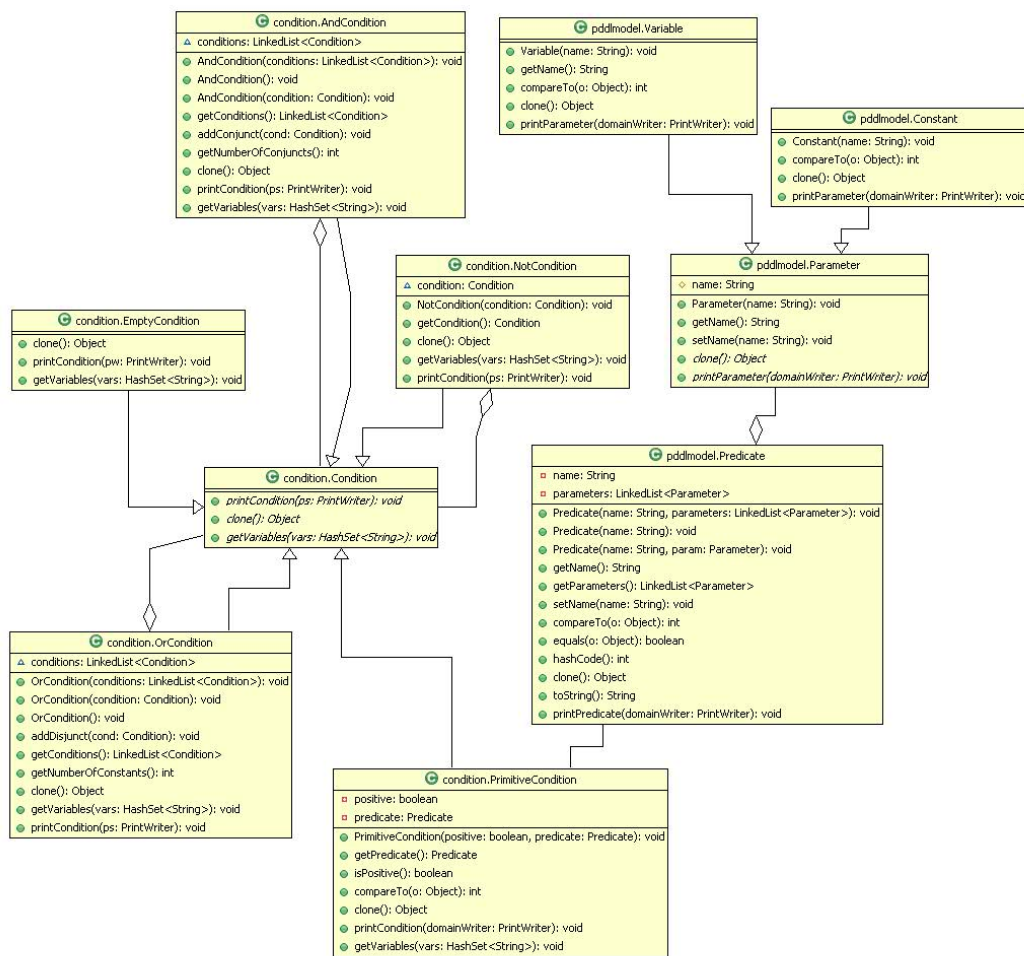 condition.AndCondition
conditions: LinkedList<Condition>
AndCondition(conditions: LinkedList<Condition>): void
AndCondition(): void
AndCondition(condition: Condition): void
getConditions(): LinkedList<Condition>
addConjunct(cond: Condition): void
getNumberOfConjuncts(): int
clone(): Object
printCondition(ps: PrintWriter): void
getVariables(vars: HashSet<String>): void
pddlmodel.Variable
Variable(name: String): void
getName(): String
compareTo(o: Object): int
clone(): Object
printParameter(domainWriter: PrintWriter): void
pddlmodel.Constant
Constant(name: String): void
compareTo(o: Object): int
clone(): Object
printParameter(domainWriter: PrintWriter): void
condition.NotCondition
condition: Condition
NotCondition(condition: Condition): void
getCondition(): Condition
clone(): Object
getVariables(vars: HashSet<String>): void
printCondition(ps: PrintWriter): void
pddlmodel.Parameter
name: String
Parameter(name: String): void
getName(): String
setName(name: String): void
clone(): Object
printParameter(domainWriter: PrintWriter): void
condition.EmptyCondition
clone(): Object
printCondition(pw: PrintWriter): void
getVariables(vars: HashSet<String>): void
condition.Condition
printCondition(ps: PrintWriter): void
clone(): Object
getVariables(vars: HashSet<String>): void
pddlmodel.Predicate
name: String
parameters: LinkedList<Parameter>
Predicate(name: String, parameters: LinkedList<Parameter>): void
Predicate(name: String): void
Predicate(name: String, param: Parameter): void
getName(): String
getParameters(): LinkedList<Parameter>
setName(name: String): void
compareTo(o: Object): int
equals(o: Object): boolean
hashCode(): int
clone(): Object
toString(): String
printPredicate(domainWriter: PrintWriter): void
condition.OrCondition
conditions: LinkedList<Condition>
OrCondition(conditions: LinkedList<Condition>): void
OrCondition(condition: Condition): void
OrCondition(): void
addDisjunct(cond: Condition): void
getConditions(): LinkedList<Condition>
getNumberOfConstants(): int
clone(): Object
getVariables(vars: HashSet<String>): void
printCondition(ps: PrintWriter): void
condition.PrimitiveCondition
positive: boolean
predicate: Predicate
PrimitiveCondition(positive: boolean, predicate: Predicate): void
getPredicate(): Predicate
isPositive(): boolean
compareTo(o: Object): int
clone(): Object
printCondition(domainWriter: PrintWriter): void
getVariables(vars: HashSet<String>): void